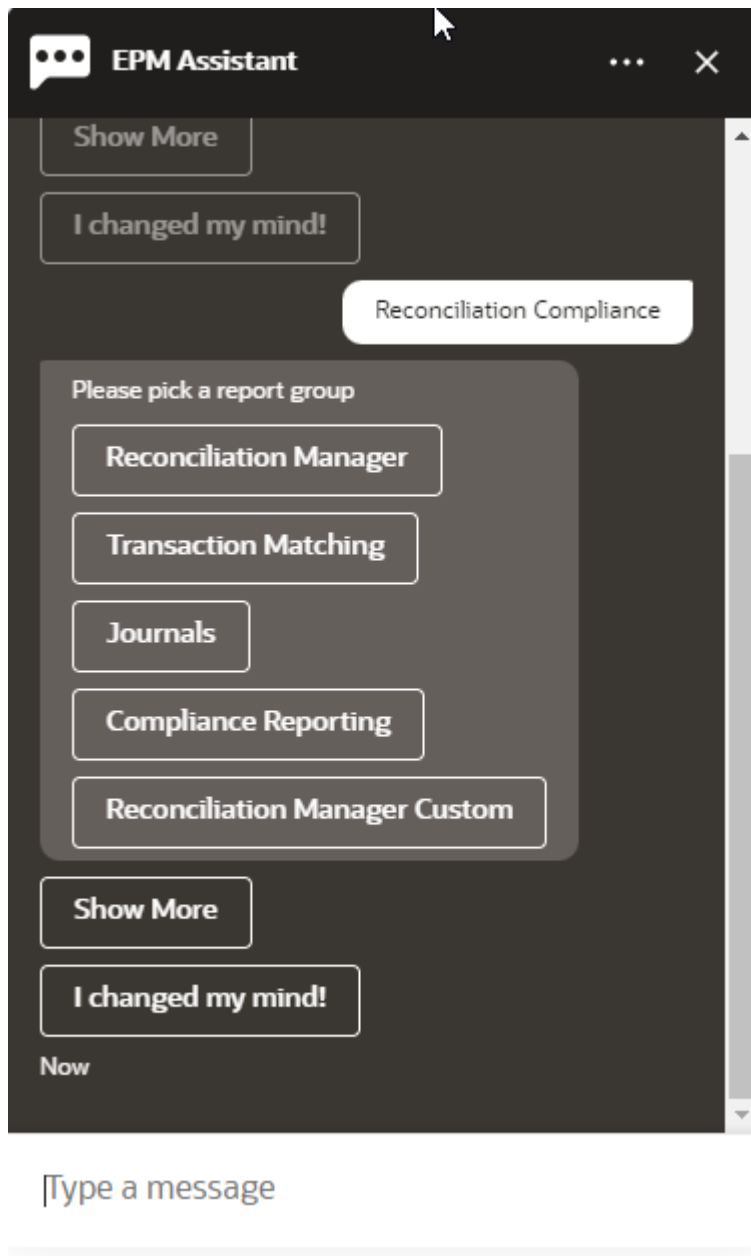 EPM Assistant
Show More
I changed my mind!
Reconciliation Compliance
Please pick a report group
Reconciliation Manager
Transaction Matching
Journals
Compliance Reporting
Reconciliation Manager Custom
Show More
I changed my mind!
Now
Type a message